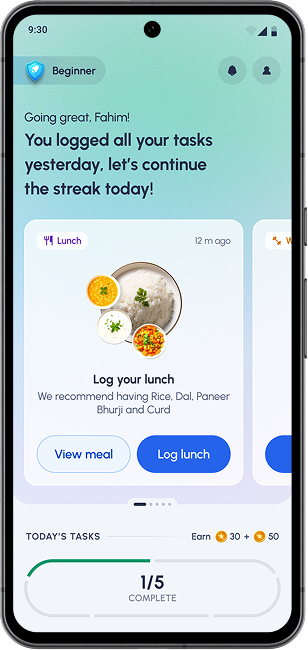 9:30
Beginner
Going great, Fahim!
You logged all your tasks
yesterday, let's continue
the streak today!
Lunch
12 m ago
W
Log your lunch
We recommend having Rice, Dal, Paneer
Bhurji and Curd
View meal
Log lunch
TODAY'S TASKS
Earn 30 + 50
1/5
COMPLETE